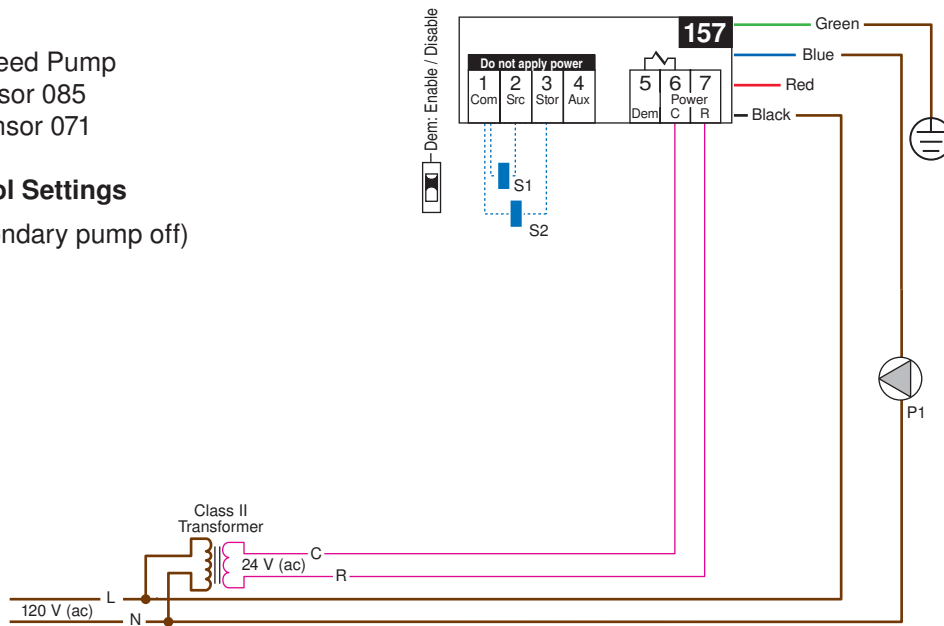 eed Pump
sor 085
nsor 071
ol Settings
ndary pump off)
Dem: Enable / Disable
157
Do not apply power
1 2 3 4
Com Src Stor Aux
5 6 7
Power
Dem C R
Green
Blue
Red
Black
S1
S2
P1
Class II
Transformer
24 V (ac)
C
R
L
120 V (ac)
N